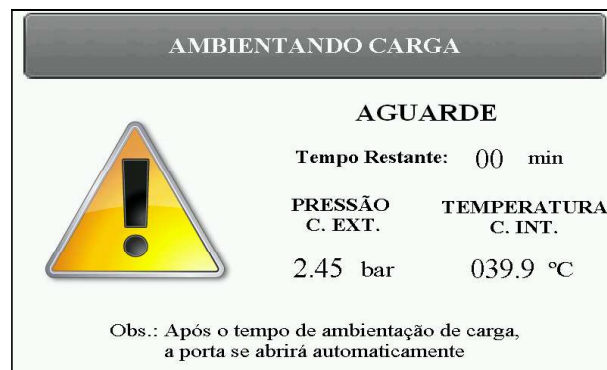 AMBIENTANDO CARGA
AGUARDE
Tempo Restante: 00 min
PRESSÃO
C. EXT.
2.45 bar
TEMPERATURA
C. INT.
039.9 ºC
Obs.: Após o tempo de ambientação de carga,
a porta se abrirá automaticamente